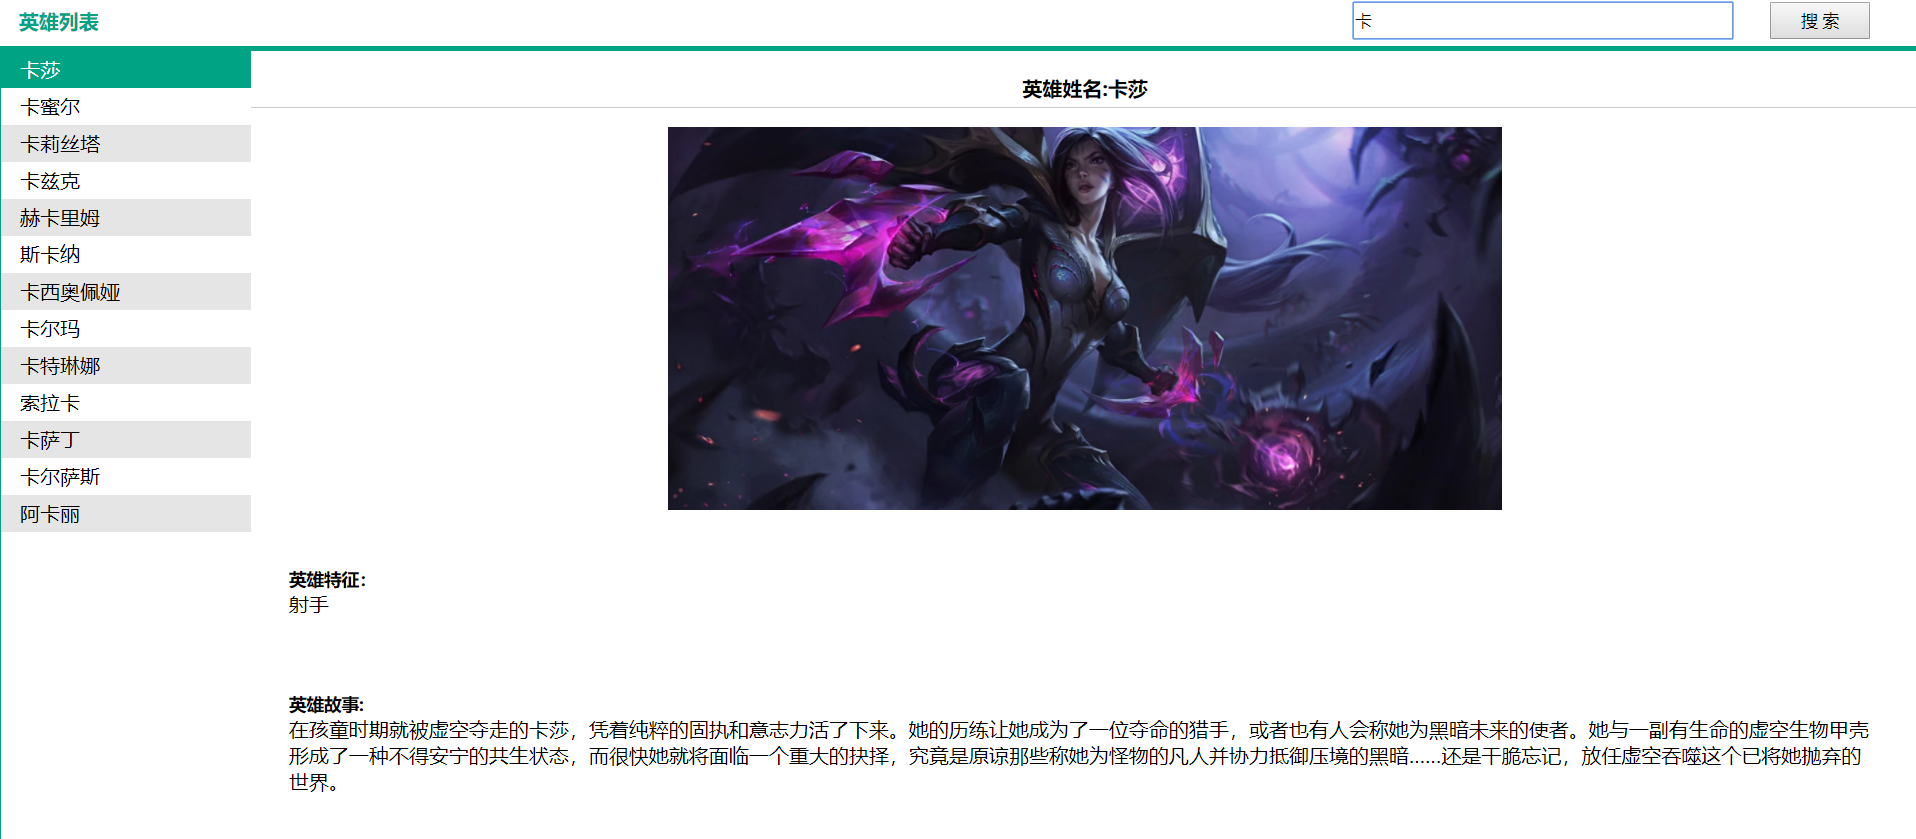 英雄列表
卡
搜 索
卡莎
卡蜜尔
卡莉丝塔
卡兹克
赫卡里姆
斯卡纳
卡西奥佩娅
卡尔玛
卡特琳娜
索拉卡
卡萨丁
卡尔萨斯
阿卡丽
英雄姓名:卡莎
英雄特征：
射手
英雄故事:
在孩童时期就被虚空夺走的卡莎，凭着纯粹的固执和意志力活了下来。她的历练让她成为了一位夺命的猎手，或者也有人会称她为黑暗未来的使者。她与一副有生命的虚空生物甲壳
形成了一种不得安宁的共生状态，而很快她就将面临一个重大的抉择，究竟是原谅那些称她为怪物的凡人并协力抵御压境的黑暗……还是干脆忘记，放任虚空吞噬这个已将她抛弃的
世界。